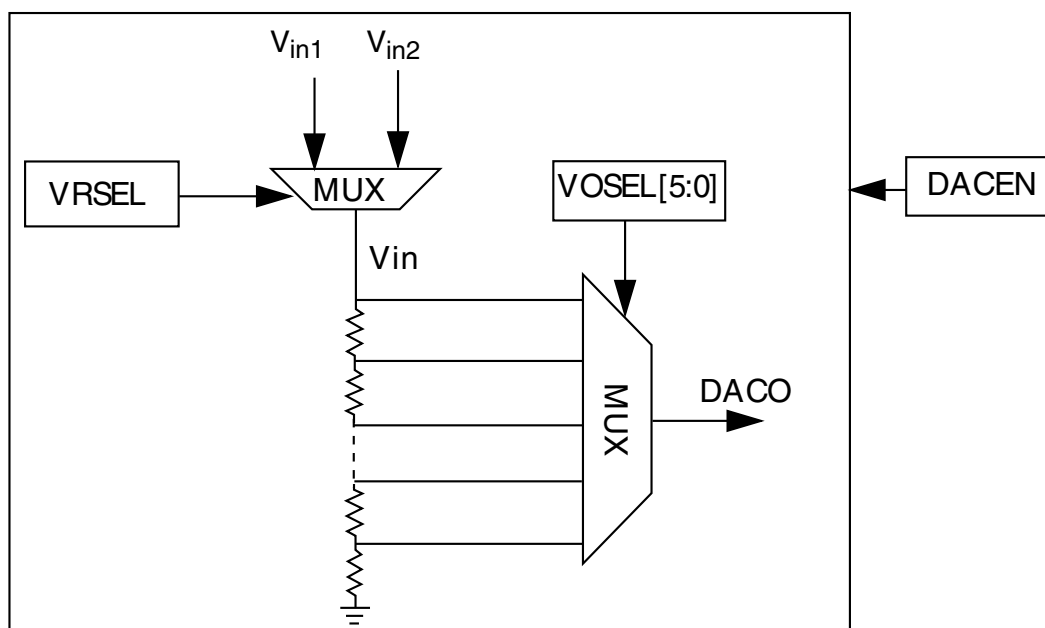 Vin1
Vin2
VRSEL
MUX
VOSEL[5:0]
DACEN
Vin
MUX
DACO